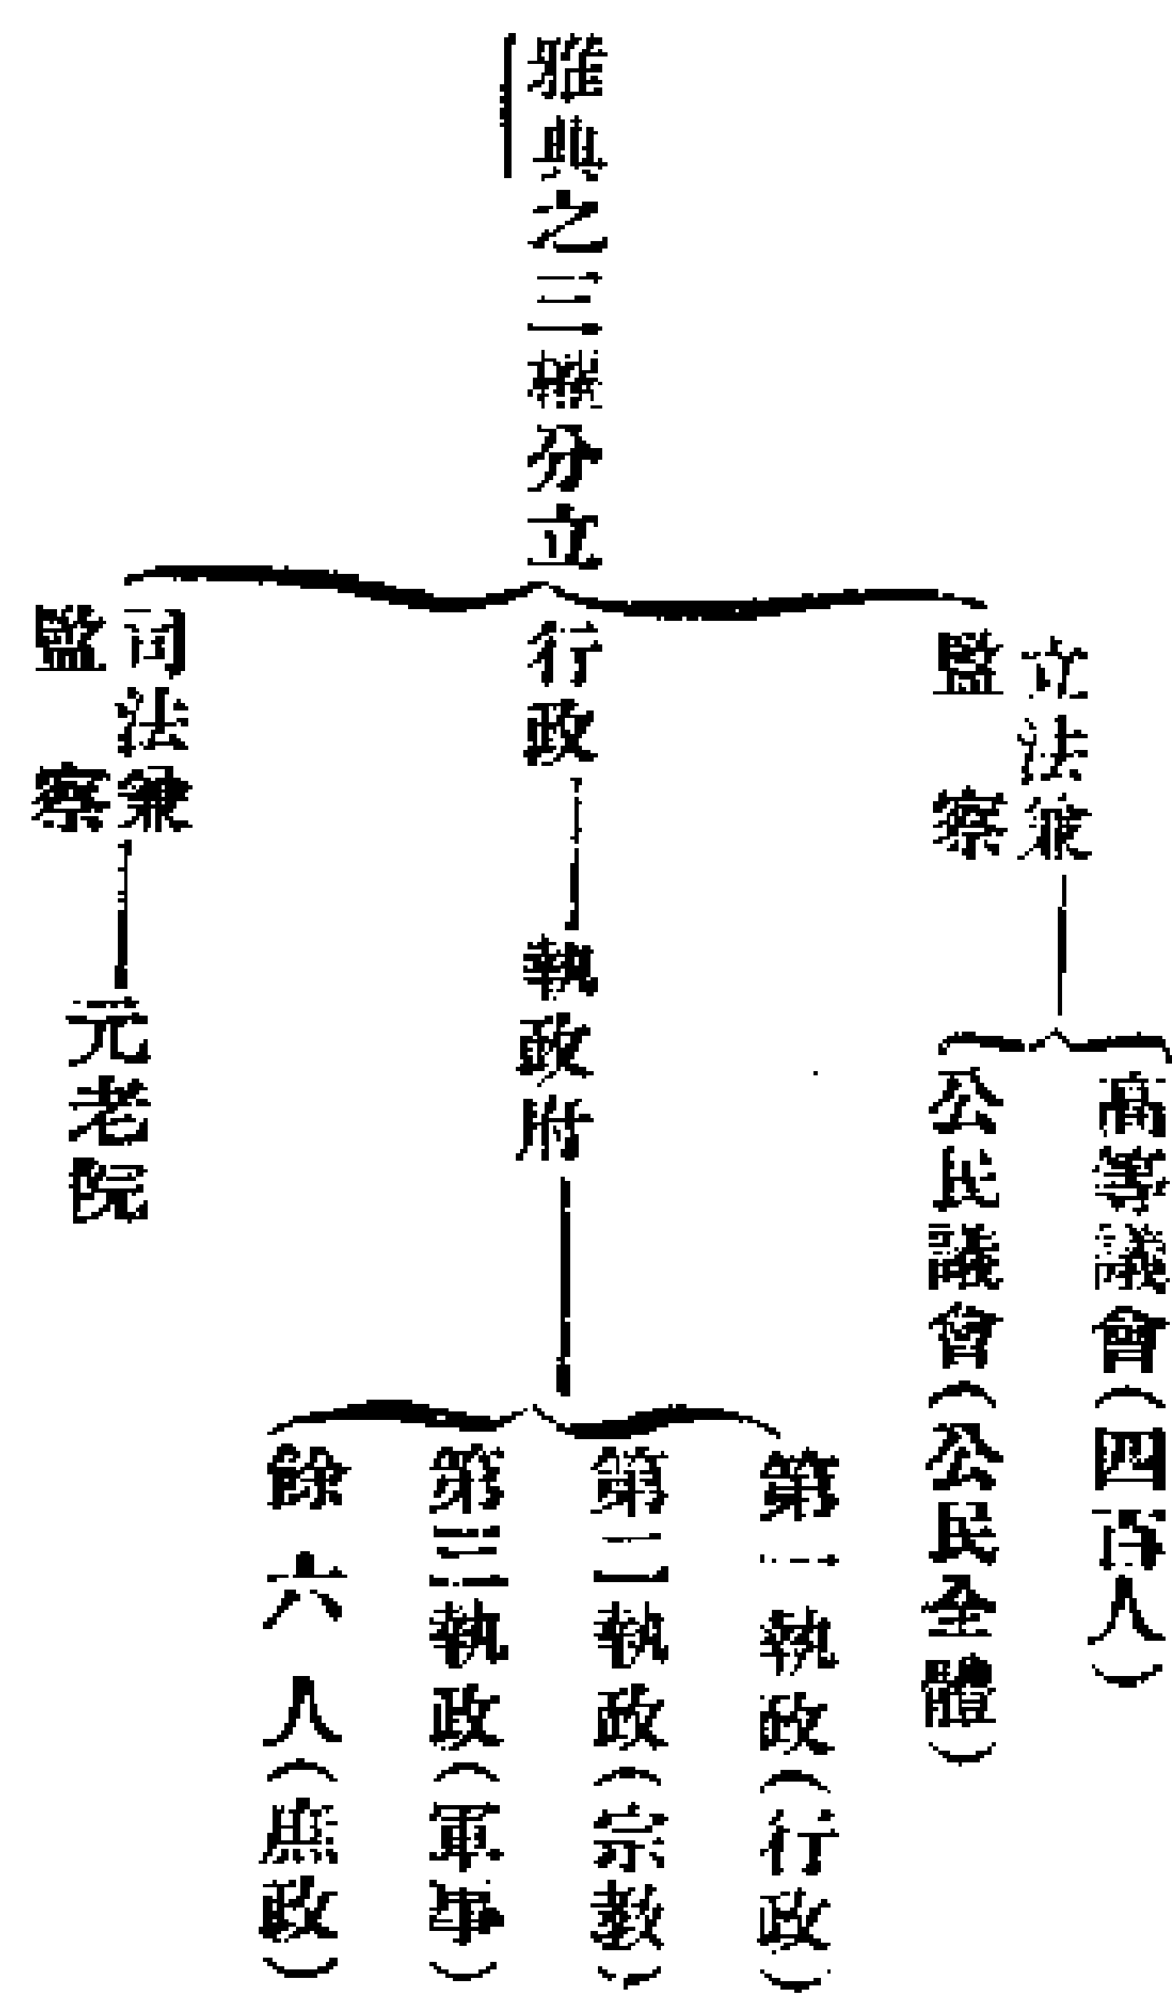 雅典之三權分立
立法兼
監察
高等議會(四百人)
公民議會(公民全體)
行政
執政府
第一執政(行政)
第二執政(宗教)
第三執政(軍事)
餘六人(庶政)
司法兼
監察
元老院